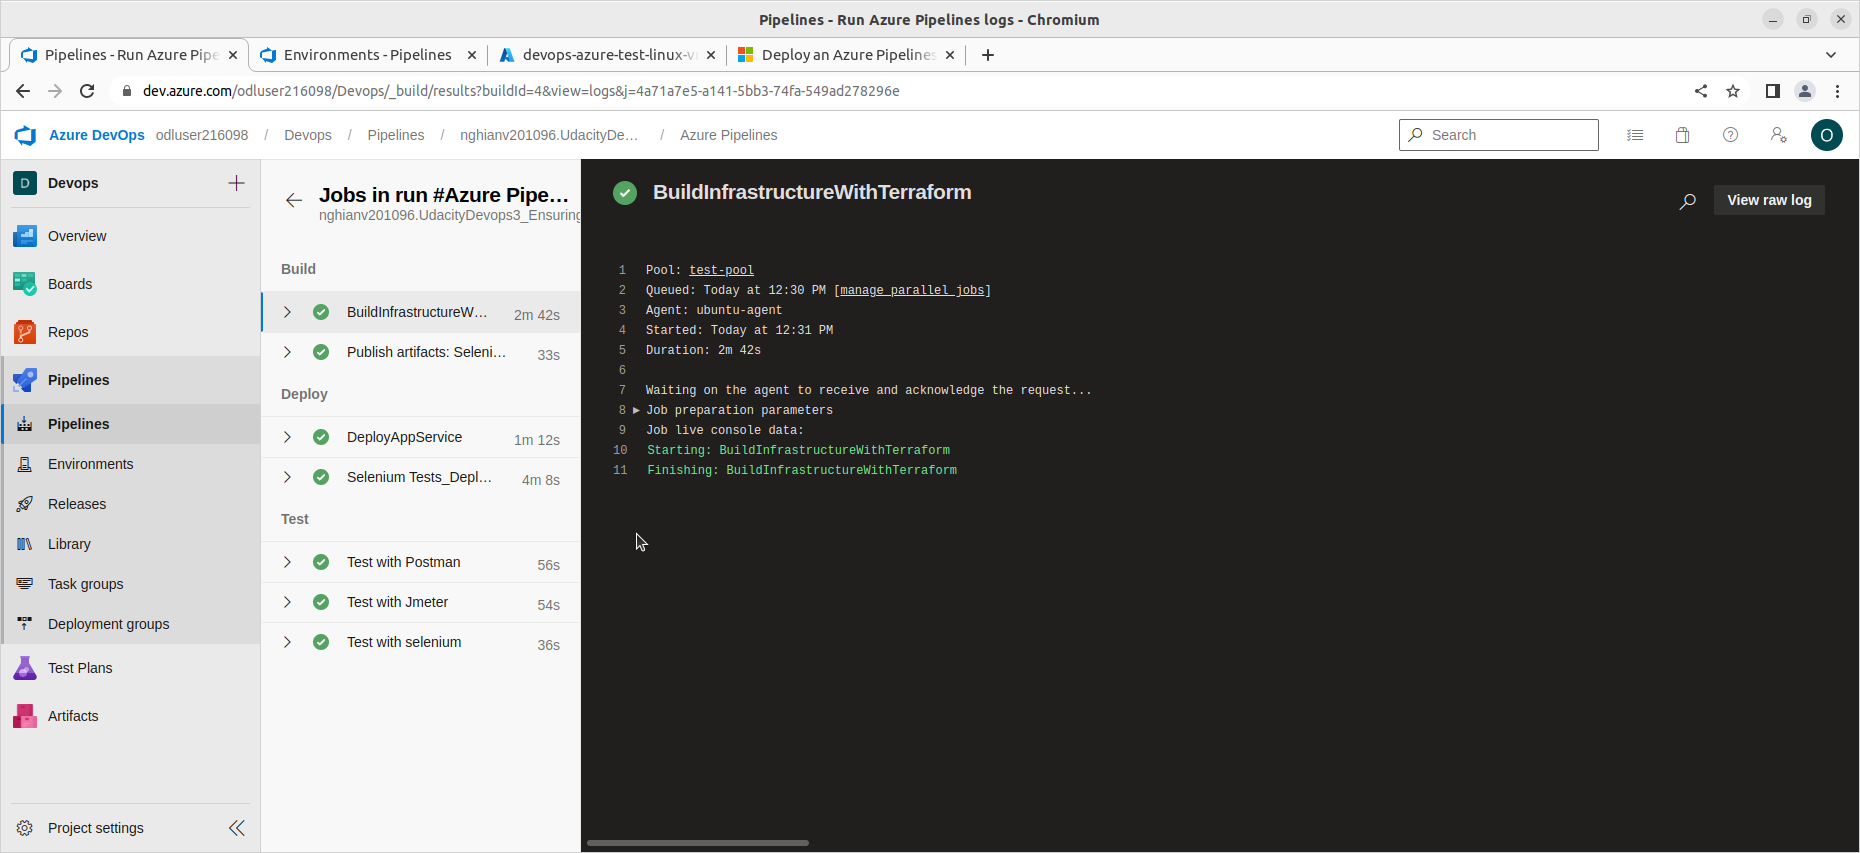 Pipelines - Run Azure Pipelines logs - Chromium
Pipelines - Run Azure Pipe
Environments - Pipelines
devops-azure-test-linux-v
Deploy an Azure Pipelines
dev.azure.com/odluser216098/Devops/_build/results?buildId=4&view=logs&j=4a71a7e5-a141-5bb3-74fa-549ad278296e
Azure DevOps odluser216098 / Devops / Pipelines / nghianv201096.UdacityDe... / Azure Pipelines
Search
O
D Devops
Overview
Boards
Repos
Pipelines
Pipelines
Environments
Releases
Library
Task groups
Deployment groups
Test Plans
Artifacts
Project settings
Jobs in run #Azure Pipe...
nghianv201096.UdacityDevops3_Ensuring
Build
BuildInfrastructureW... 2m 42s
Publish artifacts: Seleni... 33s
Deploy
DeployAppService 1m 12s
Selenium Tests_Depl... 4m 8s
Test
Test with Postman 56s
Test with Jmeter 54s
Test with selenium 36s
BuildInfrastructureWithTerraform
View raw log
1 Pool: test-pool
2 Queued: Today at 12:30 PM [manage parallel jobs]
3 Agent: ubuntu-agent
4 Started: Today at 12:31 PM
5 Duration: 2m 42s
6
7 Waiting on the agent to receive and acknowledge the request...
8 Job preparation parameters
9 Job live console data:
10 Starting: BuildInfrastructureWithTerraform
11 Finishing: BuildInfrastructureWithTerraform